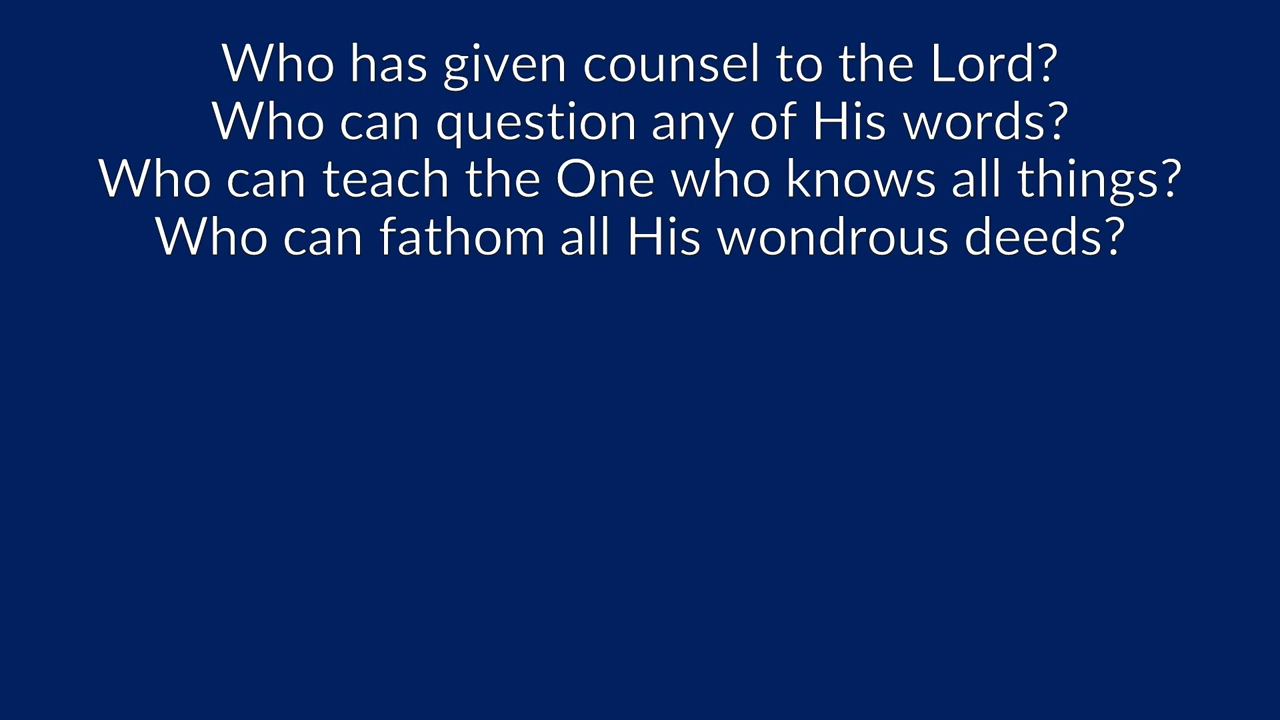 Who has given counsel to the Lord?
Who can question any of His words?
Who can teach the One who knows all things?
Who can fathom all His wondrous deeds?